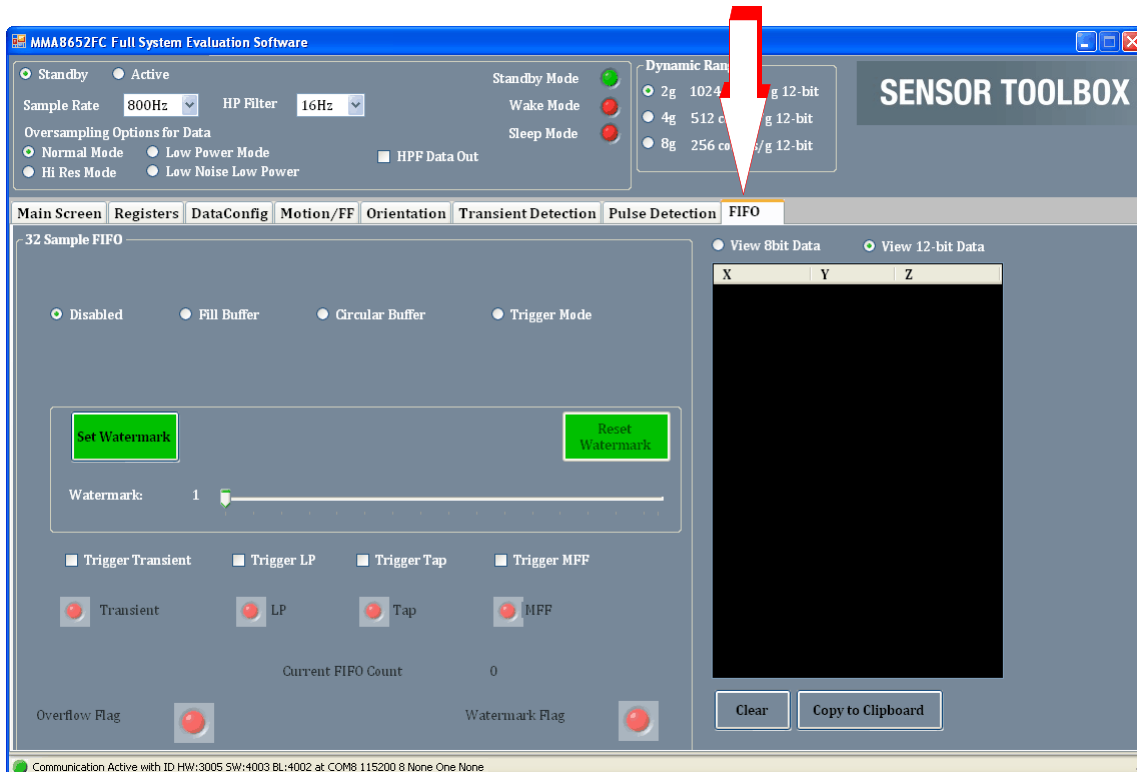 MMA8652FC Full System Evaluation Software
Standby Active
Sample Rate 800Hz HP Filter 16Hz
Oversampling Options for Data
Normal Mode Low Power Mode
Hi Res Mode Low Noise Low Power
HPF Data Out
Standby Mode
Wake Mode
Sleep Mode
Dynamic
2g 1024 g 12-bit
4g 512 g 12-bit
8g 256 /g 12-bit
SENSOR TOOLBOX
Main Screen Registers DataConfig Motion/FF Orientation Transient Detection Pulse Detection FIFO
32 Sample FIFO
Disabled Fill Buffer Circular Buffer Trigger Mode
Set Watermark Reset
Watermark
Watermark: 1
Trigger Transient Trigger LP Trigger Tap Trigger MFF
Transient LP Tap MFF
Current FIFO Count 0
Overflow Flag Watermark Flag
View 8bit Data View 12-bit Data
X Y Z
Clear Copy to Clipboard
Communication Active with ID HW:3005 SW:4003 BL:4002 at COM8 115200 8 None One None